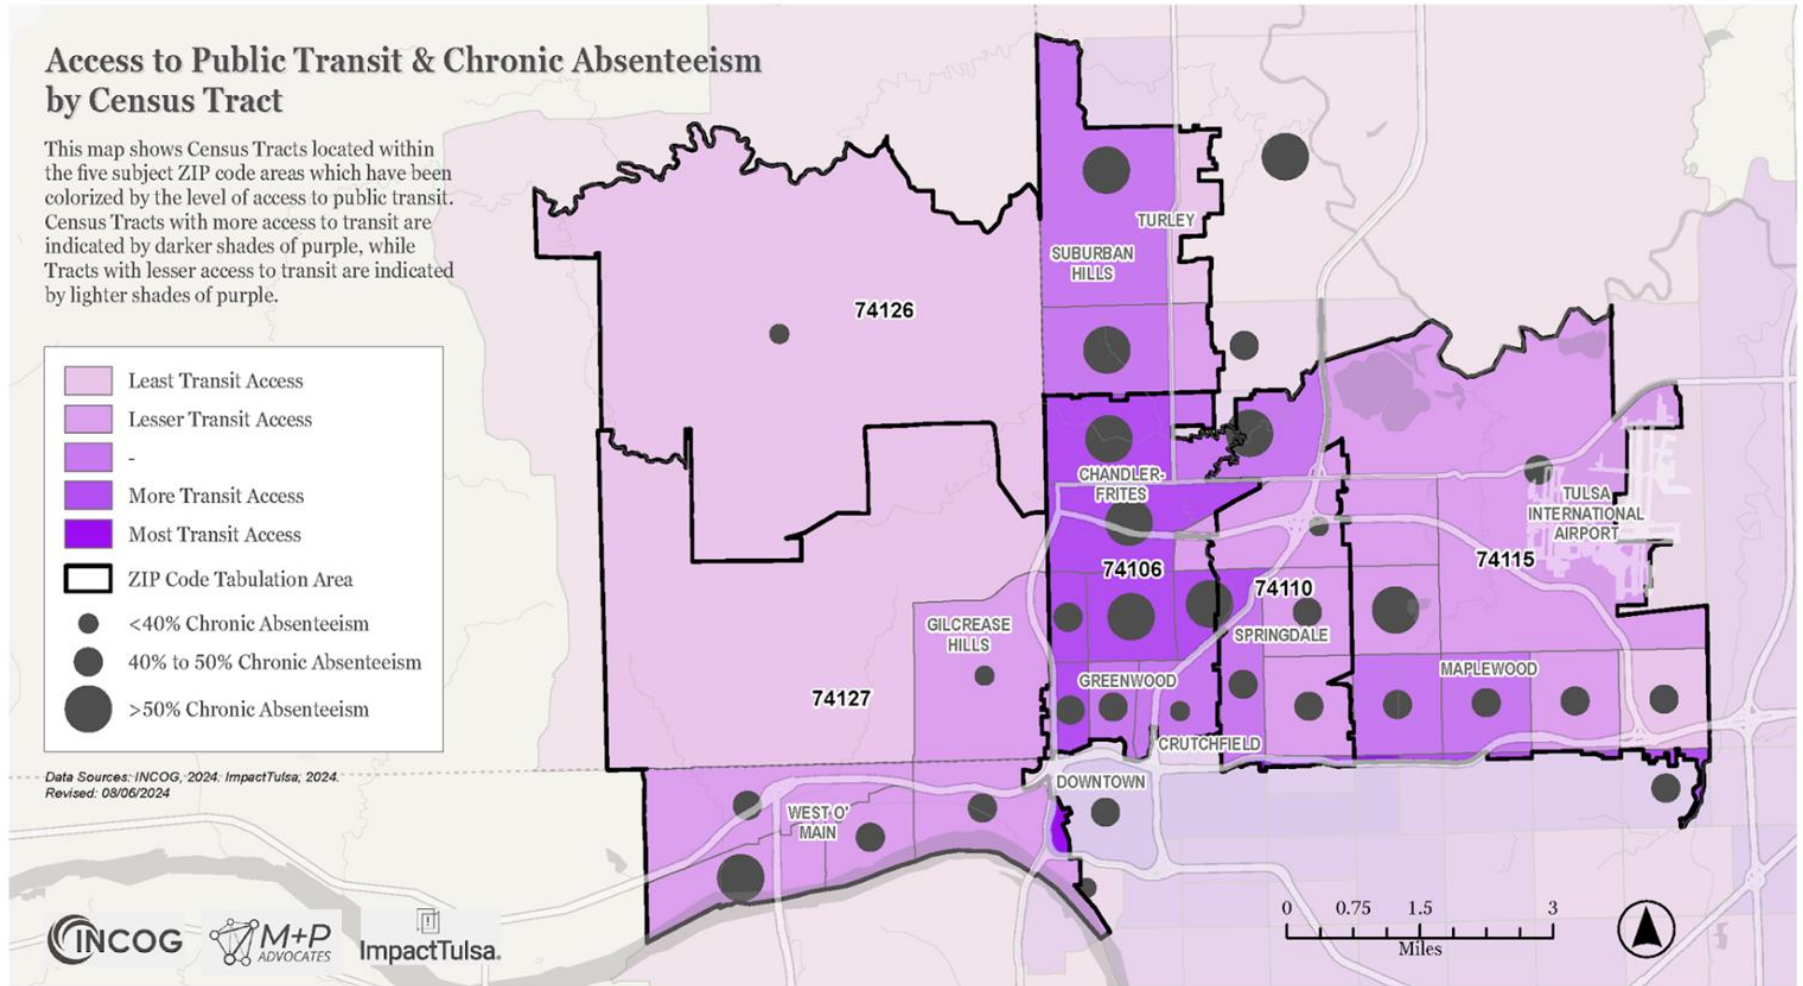 Access to Public Transit & Chronic Absenteeism
by Census Tract
This map shows Census Tracts located within
the five subject ZIP code areas which have been
colorized by the level of access to public transit.
Census Tracts with more access to transit are
indicated by darker shades of purple, while
Tracts with lesser access to transit are indicated
by lighter shades of purple.
Least Transit Access
Lesser Transit Access
-
More Transit Access
Most Transit Access
ZIP Code Tabulation Area
<40% Chronic Absenteeism
40% to 50% Chronic Absenteeism
>50% Chronic Absenteeism
Data Sources: INCOG, 2024. ImpactTulsa, 2024.
Revised: 08/06/2024
INCOG
M+P
ADVOCATES
ImpactTulsa.
TURLEY
SUBURBAN
HILLS
74126
CHANDLER-
FRITES
TULSA
INTERNATIONAL
AIRPORT
74106
74110
74115
GILCREASE
HILLS
SPRINGDALE
MAPLEWOOD
GREENWOOD
74127
CRUTCHFIELD
DOWNTOWN
WEST O'
MAIN
0 0.75 1.5 3
Miles